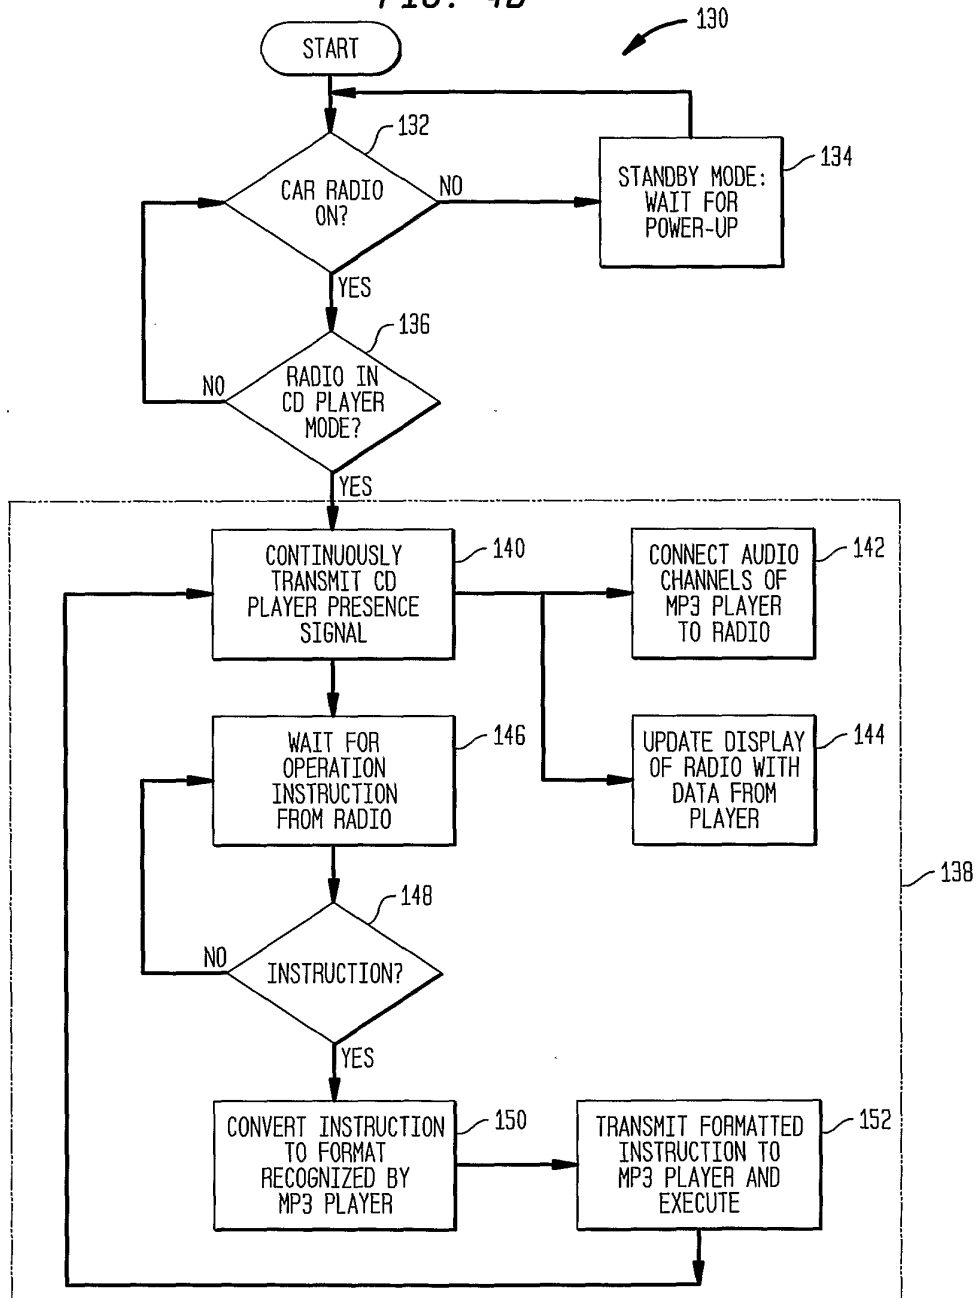 FIG. 4B
130
START
132
CAR RADIO
ON?
NO
134
STANDBY MODE:
WAIT FOR
POWER-UP
YES
136
RADIO IN
CD PLAYER
MODE?
NO
YES
138
140
CONTINUOUSLY
TRANSMIT CD
PLAYER PRESENCE
SIGNAL
142
CONNECT AUDIO
CHANNELS OF
MP3 PLAYER
TO RADIO
144
UPDATE DISPLAY
OF RADIO WITH
DATA FROM
PLAYER
146
WAIT FOR
OPERATION
INSTRUCTION
FROM RADIO
148
INSTRUCTION?
NO
YES
150
CONVERT INSTRUCTION
TO FORMAT
RECOGNIZED BY
MP3 PLAYER
152
TRANSMIT FORMATTED
INSTRUCTION TO
MP3 PLAYER AND
EXECUTE